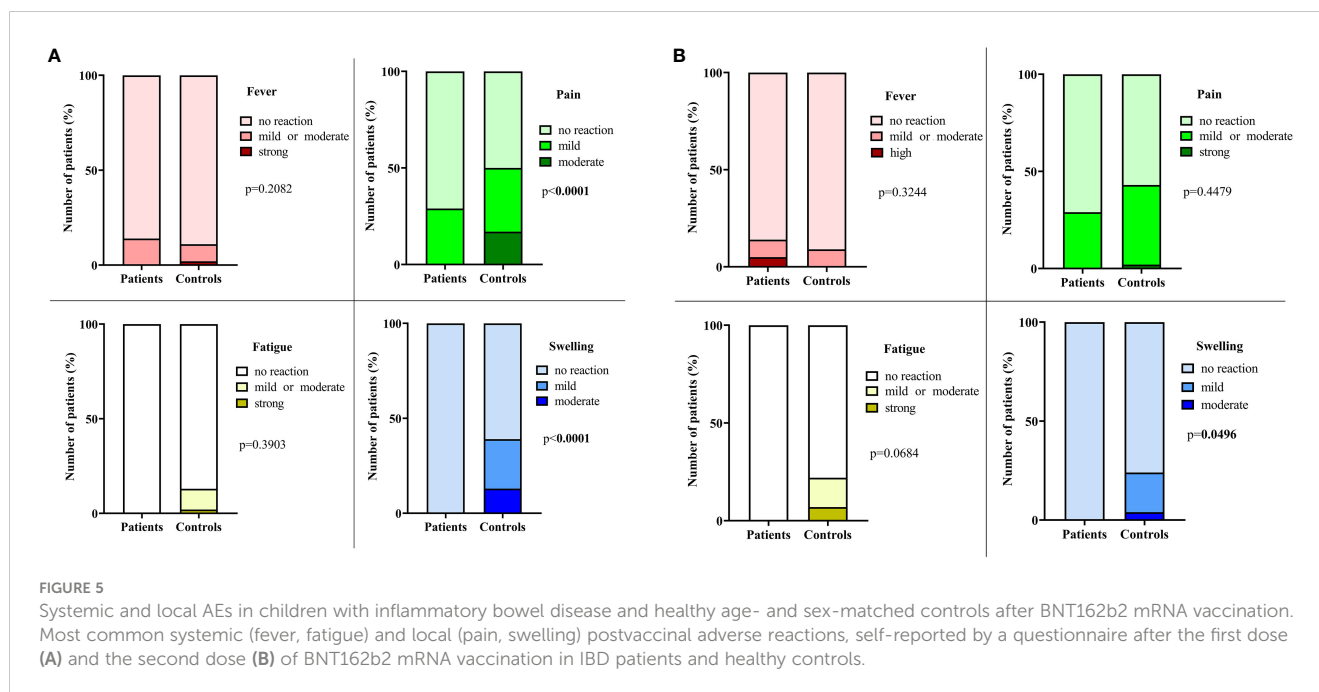 A
Number of patients (%)
100
50
0
Patients Controls
Fever
no reaction
mild or moderate
strong
p=0.2082
Number of patients (%)
100
50
0
Patients Controls
Pain
no reaction
mild
moderate
p<0.0001
Number of patients (%)
100
50
0
Patients Controls
Fatigue
no reaction
mild or moderate
strong
p=0.3903
Number of patients (%)
100
50
0
Patients Controls
Swelling
no reaction
mild
moderate
p<0.0001
B
Number of patients (%)
100
50
0
Patients Controls
Fever
no reaction
mild or moderate
high
p=0.3244
Number of patients (%)
100
50
0
Patients Controls
Pain
no reaction
mild or moderate
strong
p=0.4479
Number of patients (%)
100
50
0
Patients Controls
Fatigue
no reaction
mild or moderate
strong
p=0.0684
Number of patients (%)
100
50
0
Patients Controls
Swelling
no reaction
mild
moderate
p=0.0496
FIGURE 5
Systemic and local AEs in children with inflammatory bowel disease and healthy age- and sex-matched controls after BNT162b2 mRNA vaccination.
Most common systemic (fever, fatigue) and local (pain, swelling) postvaccinal adverse reactions, self-reported by a questionnaire after the first dose
(A) and the second dose (B) of BNT162b2 mRNA vaccination in IBD patients and healthy controls.